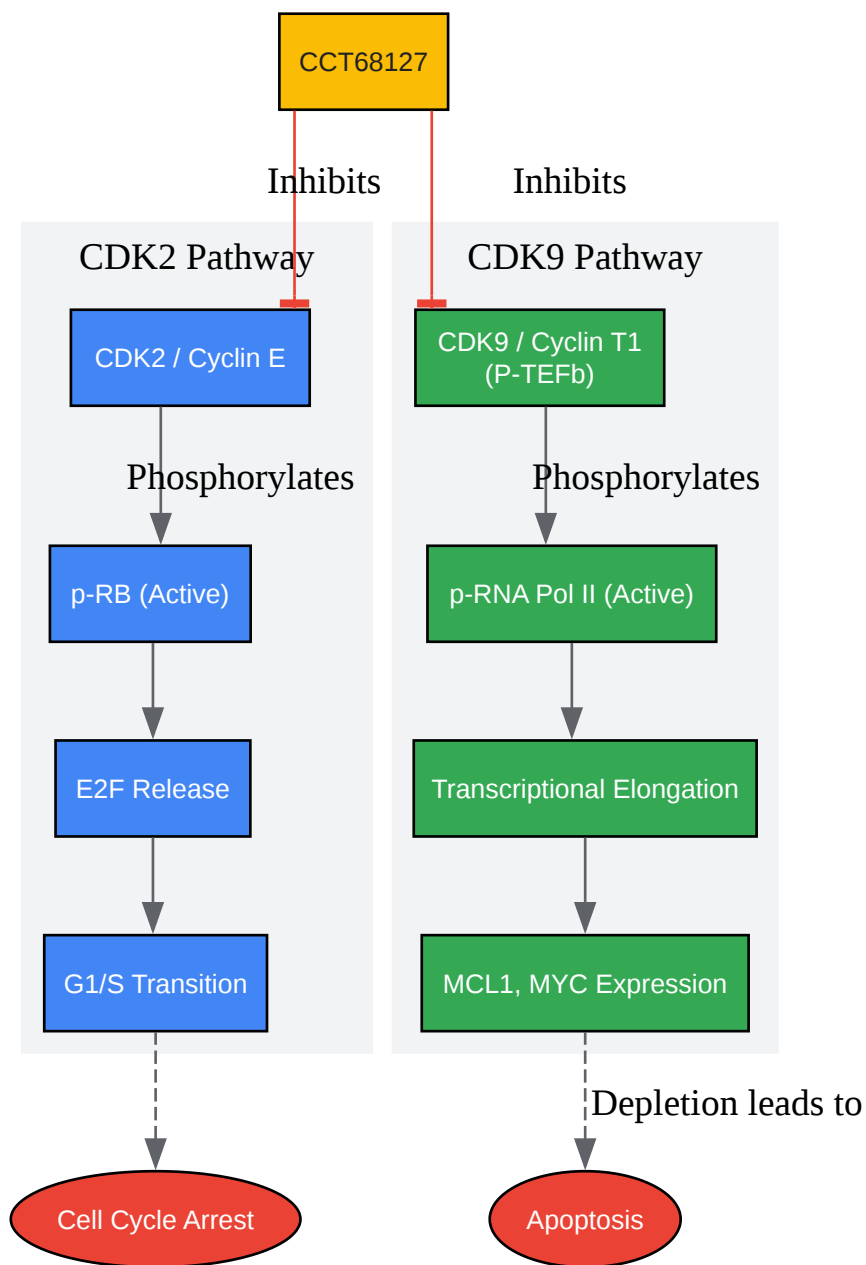 CCT68127
Inhibits
Inhibits
CDK2 Pathway
CDK9 Pathway
CDK2 / Cyclin E
CDK9 / Cyclin T1
(P-TEFb)
Phosphorylates
Phosphorylates
p-RB (Active)
p-RNA Pol II (Active)
E2F Release
Transcriptional Elongation
G1/S Transition
MCL1, MYC Expression
Depletion leads to
Cell Cycle Arrest
Apoptosis